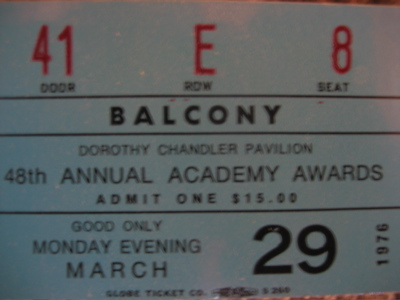 41 E 8
DOOR ROW SEAT
BALCONY
DOROTHY CHANDLER PAVILION
48th ANNUAL ACADEMY AWARDS
ADMIT ONE $15.00
GOOD ONLY
MONDAY EVENING
MARCH
29
1976
GLOBE TICKET CO.